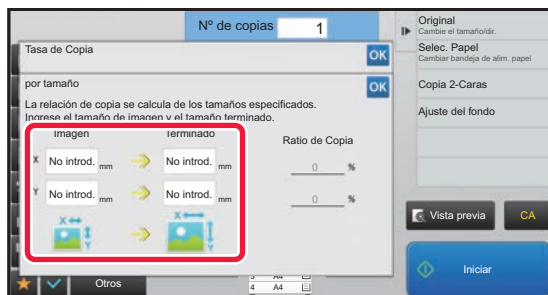 Nº de copias 1
Tasa de Copia OK
por tamaño OK
La relación de copia se calcula de los tamaños especificados.
Ingrese el tamaño de imagen y el tamaño terminado.
Imagen Terminado Ratio de Copia
X No introd. mm No introd. mm 0 %
Y No introd. mm No introd. mm 0 %
X X
Y Y
Otros
3 A4
4 A4
Original
Cambie el tamaño/dir.
Selec. Papel
Cambiar bandeja de alim. papel
Copia 2-Caras
Ajuste del fondo
Vista previa CA
Iniciar